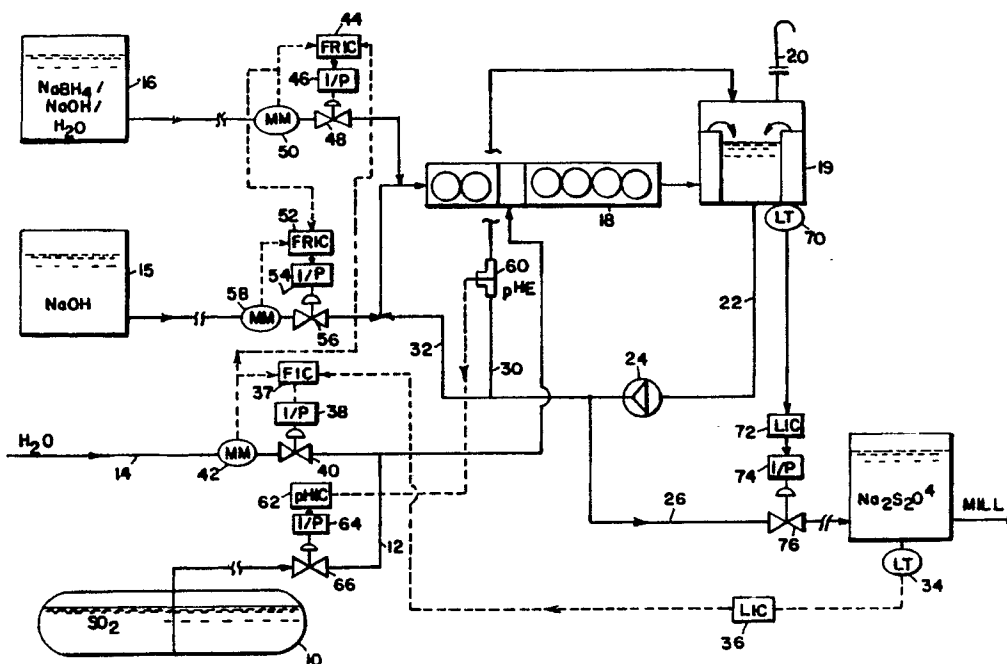 44
FRIC
46
I/P
48
NaBH4/
NaOH/
H2O
16
MM
50
20
19
18
LT
70
52
FRIC
54
I/P
15
NaOH
58
MM
56
60
pHE
22
32
30
24
FIC
37
I/P
38
H2O
14
42
MM
40
62
pHIC
I/P
64
12
66
SO2
10
72
LIC
74
I/P
26
76
Na2S2O4
MILL
LT
34
LIC
36